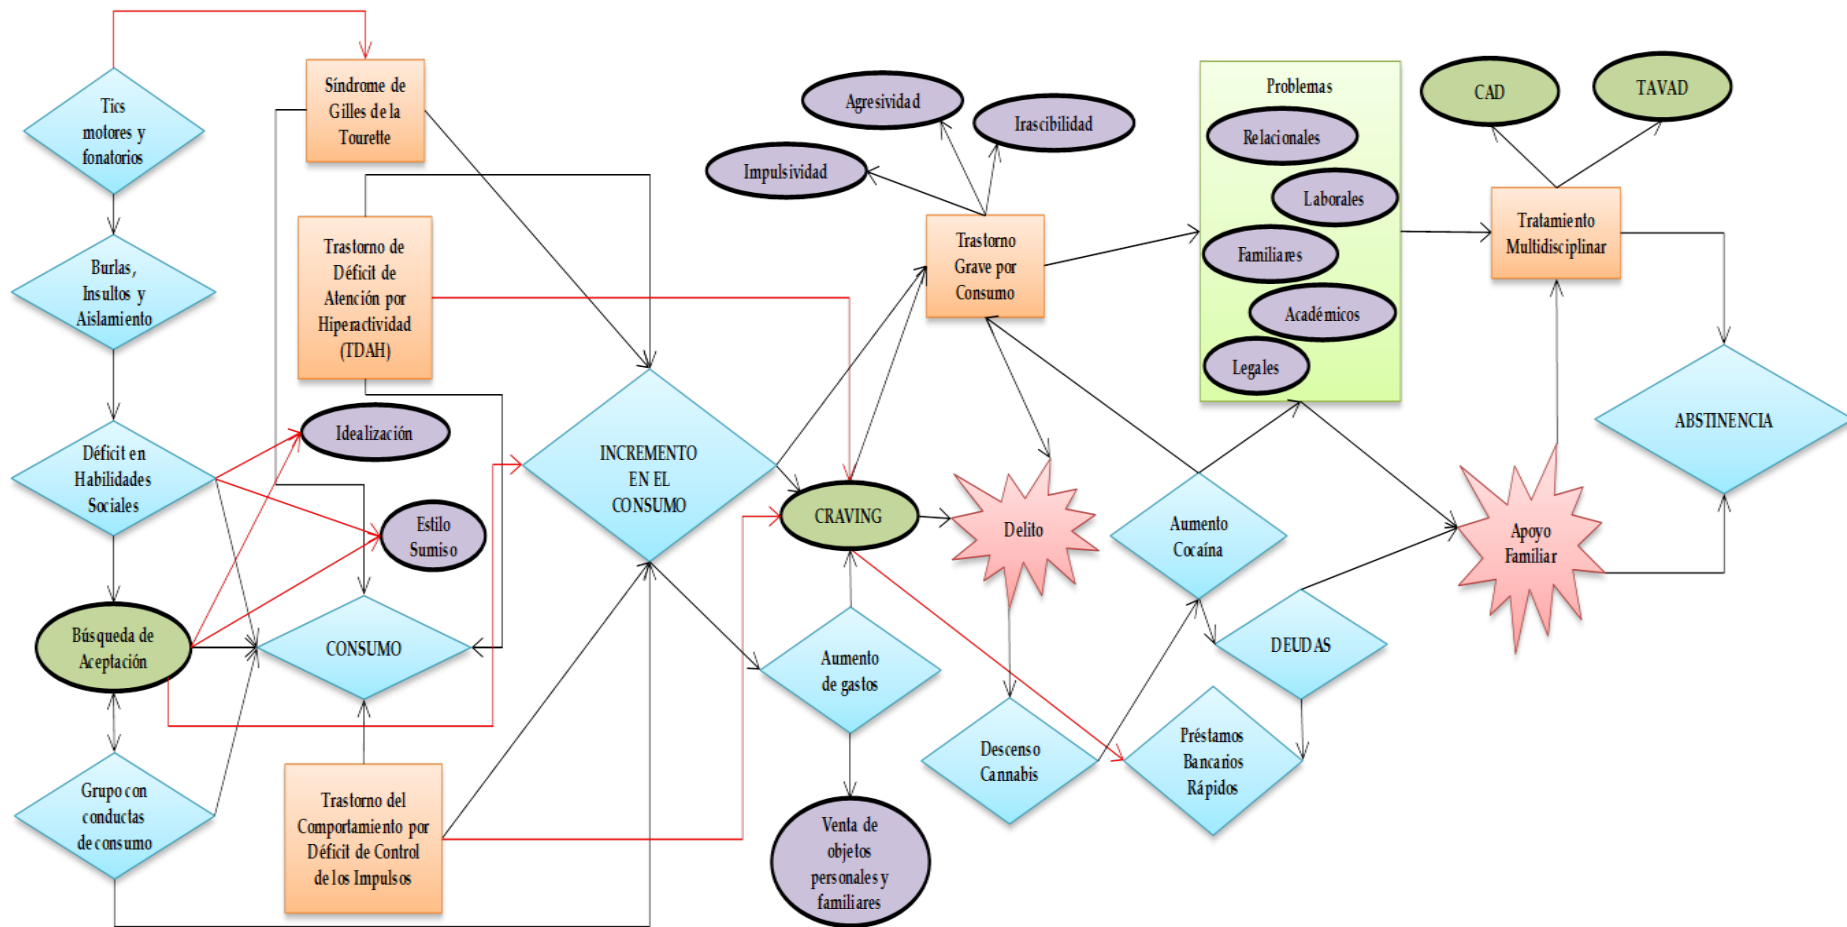 Tics
motores y
fonatorios
Burlas,
Insultos y
Aislamiento
Déficit en
Habilidades
Sociales
Búsqueda de
Aceptación
Grupo con
conductas
de consumo
Síndrome de
Gilles de la
Tourette
Trastorno de
Déficit de
Atención por
Hiperactividad
(TDAH)
Idealización
Estilo
Sumiso
CONSUMO
Trastorno del
Comportamiento por
Déficit de Control
de los Impulsos
INCREMENTO
EN EL
CONSUMO
Agresividad
Irascibilidad
Impulsividad
Trastorno
Grave por
Consumo
CRAVING
Delito
Aumento
de gastos
Venta de
objetos
personales y
familiares
Descenso
Cannabis
Aumento
Cocaína
Préstamos
Bancarios
Rápidos
DEUDAS
Problemas
Relacionales
Laborales
Familiares
Académicos
Legales
CAD
TAVAD
Tratamiento
Multidisciplinar
Apoyo
Familiar
ABSTINENCIA